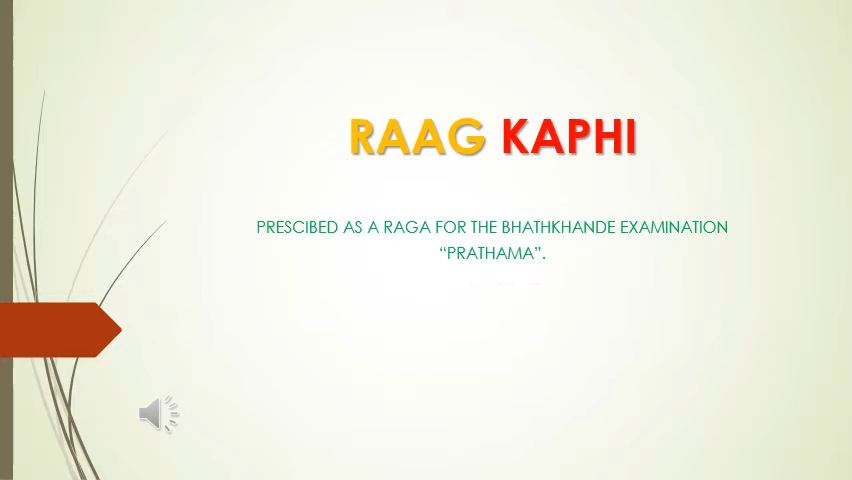 RAAG KAPHI
PRESCIBED AS A RAGA FOR THE BHATHKHANDE EXAMINATION
“PRATHAMA”.